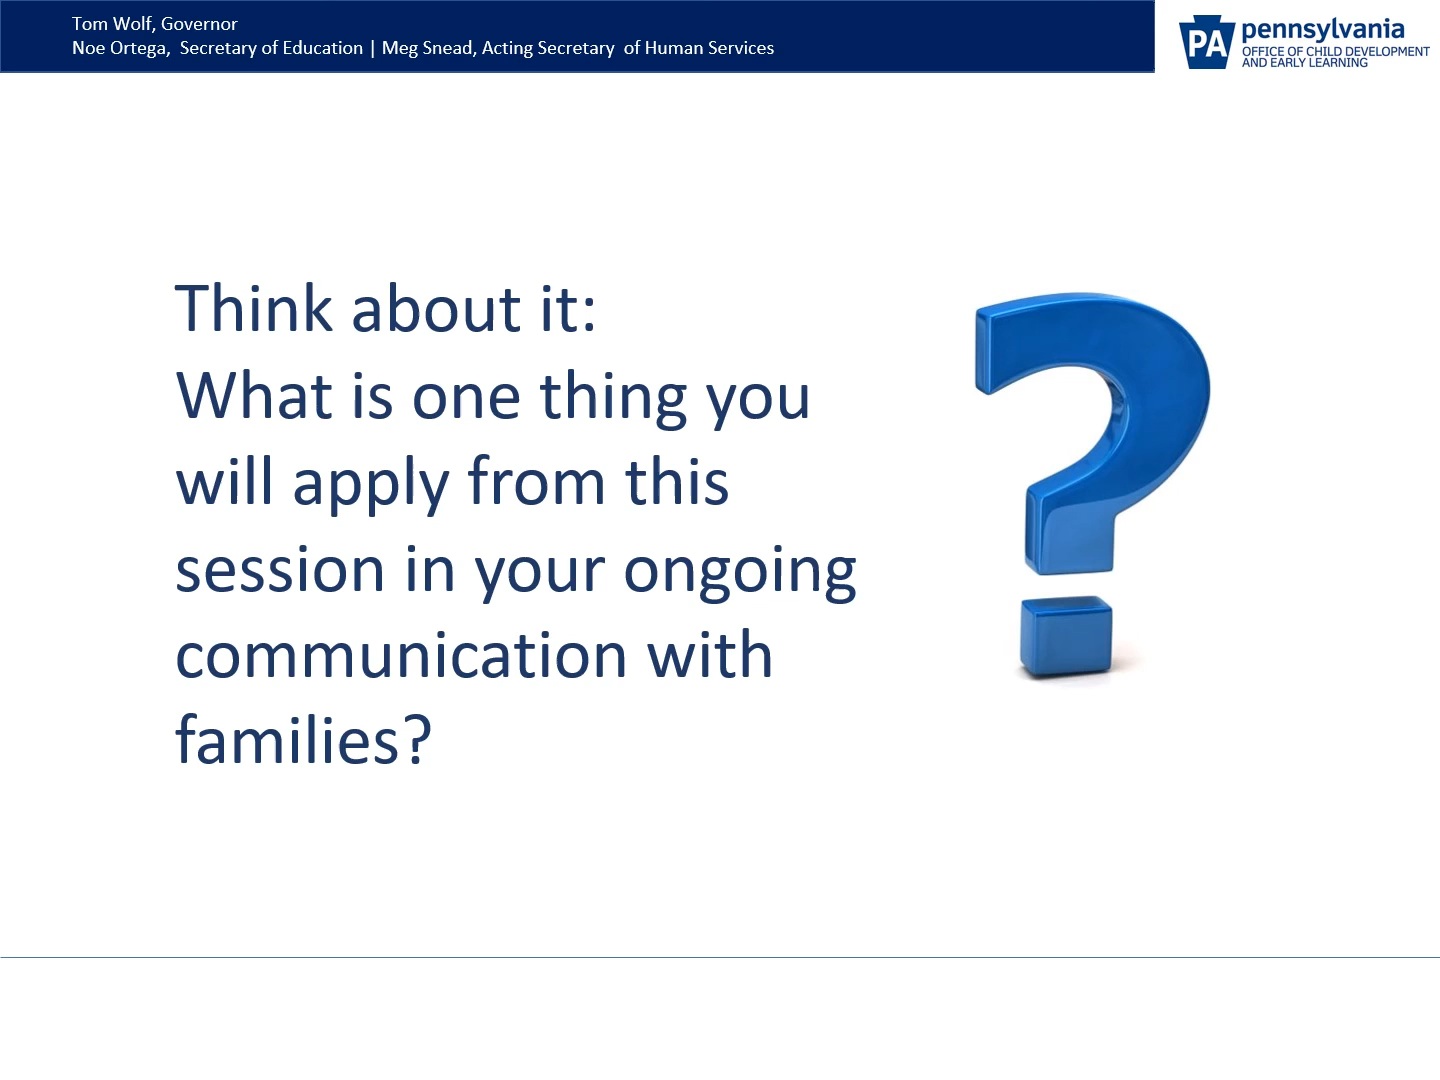 Tom Wolf, Governor
Noe Ortega,  Secretary of Education | Meg Snead, Acting Secretary  of Human Services
PA
pennsylvania
OFFICE OF CHILD DEVELOPMENT
AND EARLY LEARNING
Think about it:
What is one thing you
will apply from this
session in your ongoing
communication with
families?